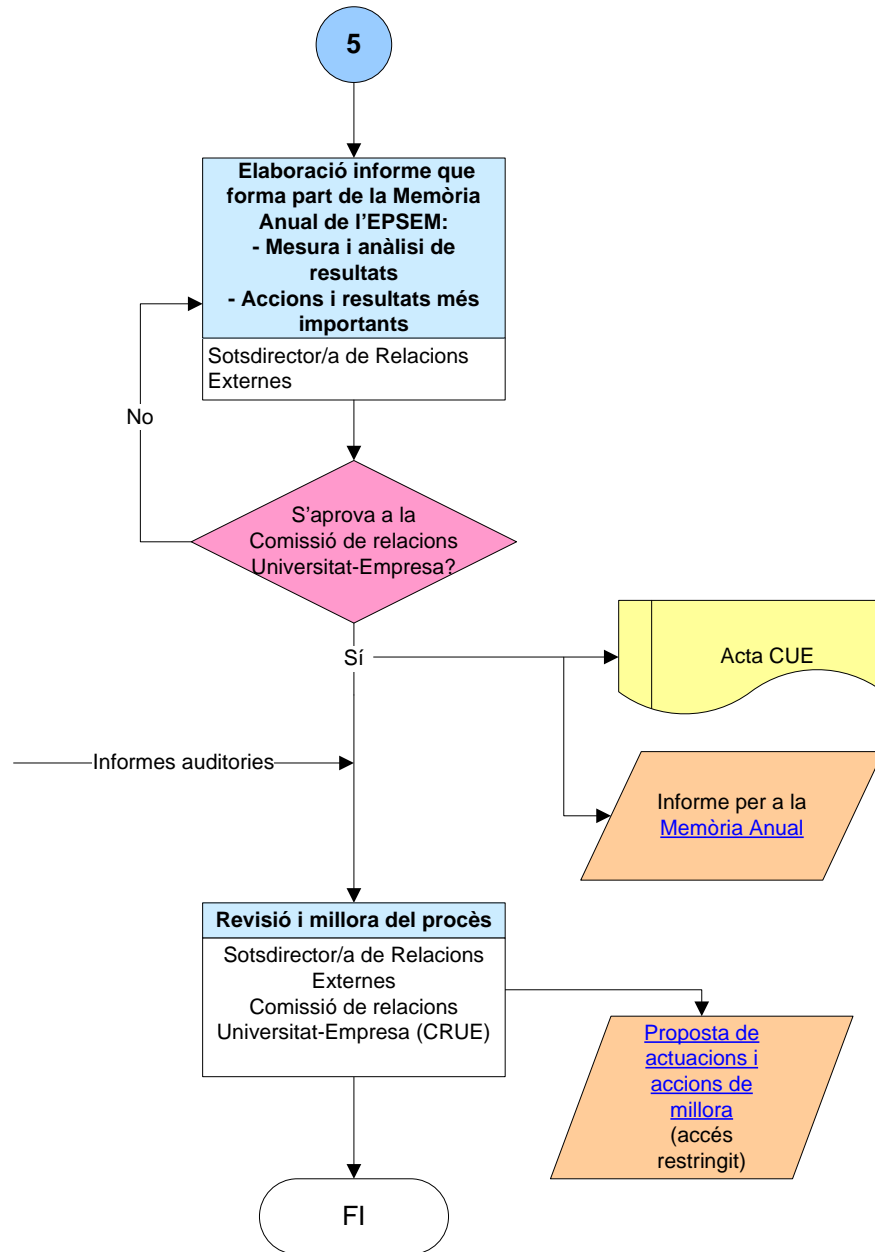 5
Elaboració informe que
forma part de la Memòria
Anual de l’EPSEM:
- Mesura i anàlisi de
resultats
- Accions i resultats més
importants
Sotsdirector/a de Relacions
Externes
No
S’aprova a la
Comissió de relacions
Universitat-Empresa?
Sí
Acta CUE
Informes auditories
Informe per a la
Memòria Anual
Revisió i millora del procès
Sotsdirector/a de Relacions
Externes
Comissió de relacions
Universitat-Empresa (CRUE)
Proposta de
actuacions i
accions de
millora
(accés
restringit)
FI